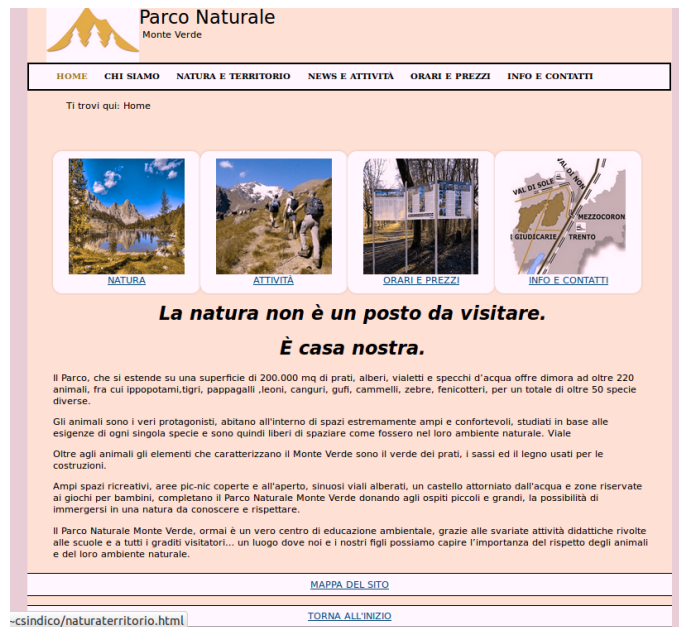 Parco Naturale
Monte Verde
HOME CHI SIAMO NATURA E TERRITORIO NEWS E ATTIVITÀ ORARI E PREZZI INFO E CONTATTI
Ti trovi qui: Home
VAL DI SOLE
VAL DI NON
MEZZOCORON
I GIUDICARIE
TRENTO
NATURA ATTIVITÀ ORARI E PREZZI INFO E CONTATTI
La natura non è un posto da visitare.
È casa nostra.
Il Parco, che si estende su una superficie di 200.000 mq di prati, alberi, vialetti e specchi d'acqua offre dimora ad oltre 220
animali, fra cui ippopotami,tigri, pappagalli ,leoni, canguri, gufi, cammelli, zebre, fenicotteri, per un totale di oltre 50 specie
diverse.
Gli animali sono i veri protagonisti, abitano all'interno di spazi estremamente ampi e confortevoli, studiati in base alle
esigenze di ogni singola specie e sono quindi liberi di spaziare come fossero nel loro ambiente naturale. Viale
Oltre agli animali gli elementi che caratterizzano il Monte Verde sono il verde dei prati, i sassi ed il legno usati per le
costruzioni.
Ampi spazi ricreativi, aree pic-nic coperte e all'aperto, sinuosi viali alberati, un castello attorniato dall'acqua e zone riservate
ai giochi per bambini, completano il Parco Naturale Monte Verde donando agli ospiti piccoli e grandi, la possibilità di
immergersi in una natura da conoscere e rispettare.
Il Parco Naturale Monte Verde, ormai è un vero centro di educazione ambientale, grazie alle svariate attività didattiche rivolte
alle scuole e a tutti i graditi visitatori... un luogo dove noi e i nostri figli possiamo capire l'importanza del rispetto degli animali
e del loro ambiente naturale.
MAPPA DEL SITO
TORNA ALL'INIZIO
~csindico/naturaterritorio.html